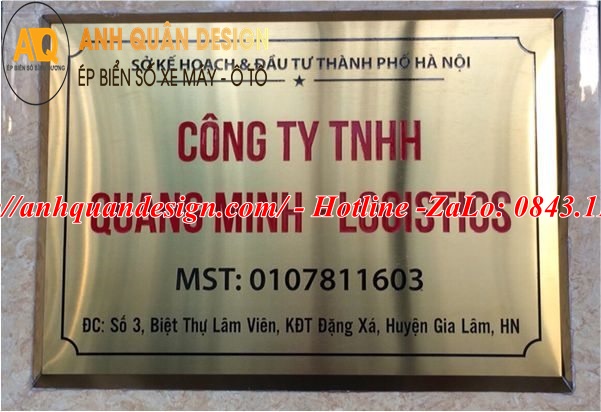 AQ
ANH QUÂN DESIGN
ÉP BIỂN SỐ XE MÁY - Ô TÔ
SỞ KẾ HOẠCH & ĐẦU TƯ THÀNH PHỐ HÀ NỘI
CÔNG TY TNHH
QUANG MINH LOGISTICS
://anhquandesign.com/ - Hotline -ZaLo: 0843.1
MST: 0107811603
ĐC: Số 3, Biệt Thự Lâm Viên, KĐT Đặng Xá, Huyện Gia Lâm, HN